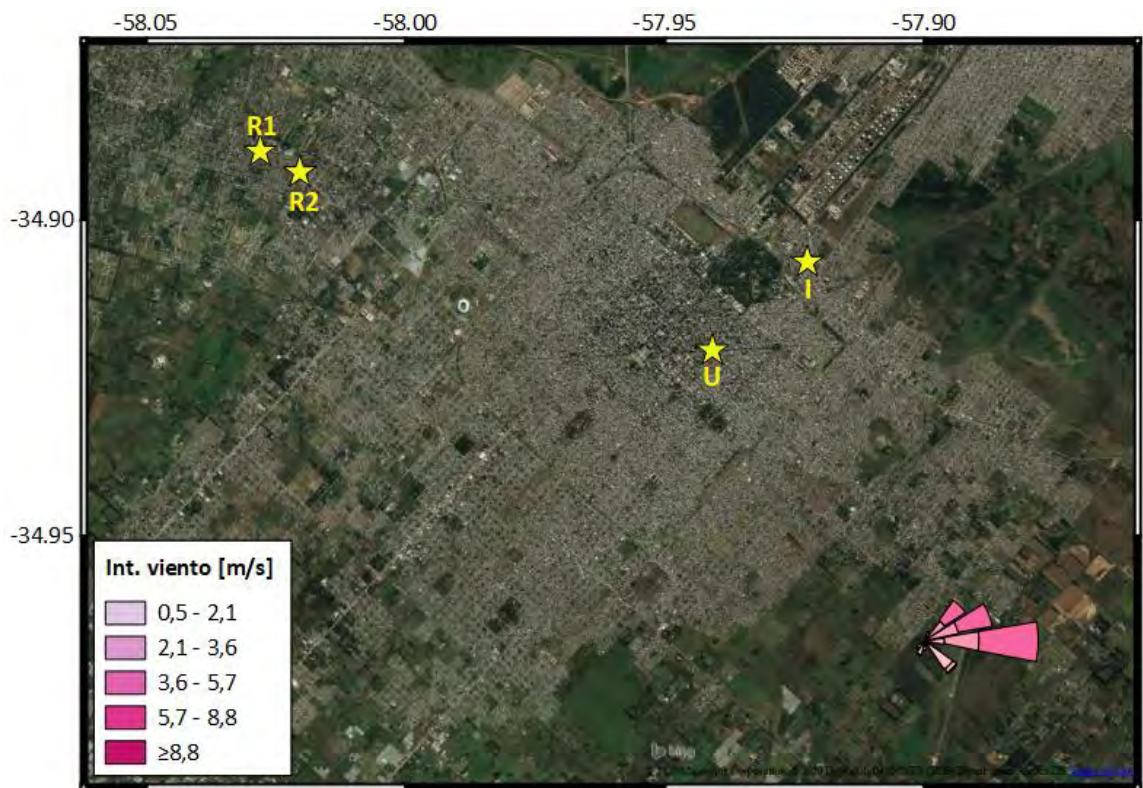 -58.05 -58.00 -57.95 -57.90
R1
R2
-34.90
I
U
-34.95
Int. viento [m/s]
0,5 - 2,1
2,1 - 3,6
3,6 - 5,7
5,7 - 8,8
≥8,8